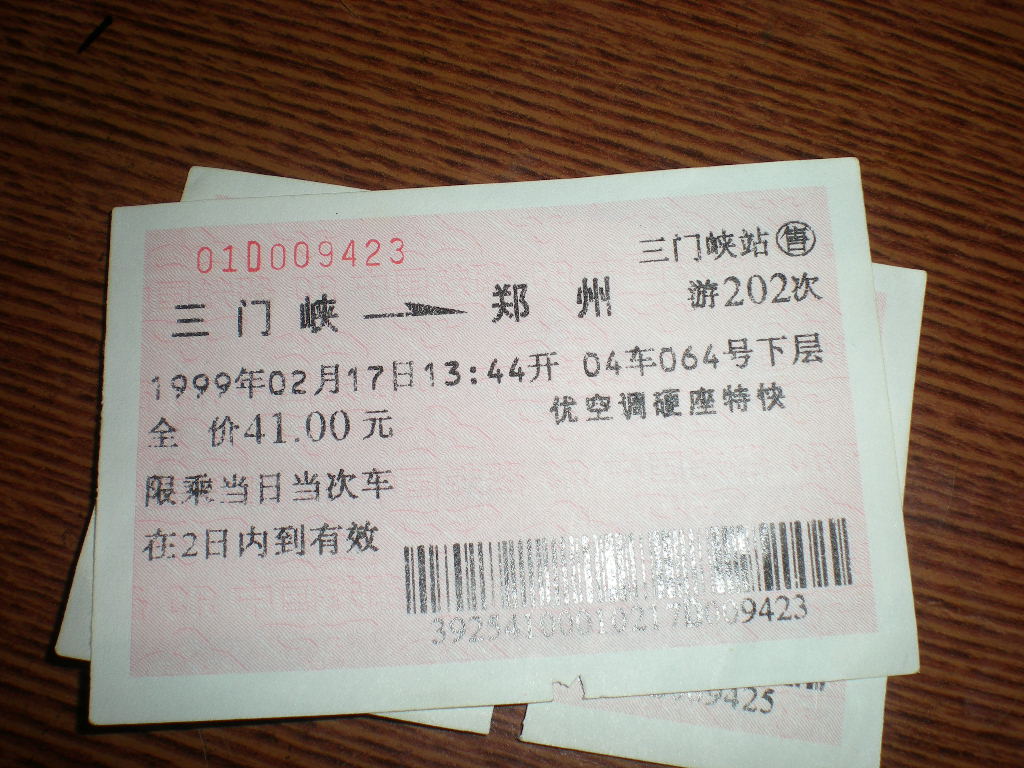 01D009423
三门峡站 售
三门峡 → 郑州
游202次
1999年02月17日13:44开 04车064号下层
全 价41.00元
优空调硬座特快
限乘当日当次车
在2日内到有效
39254100010217D009423
9425